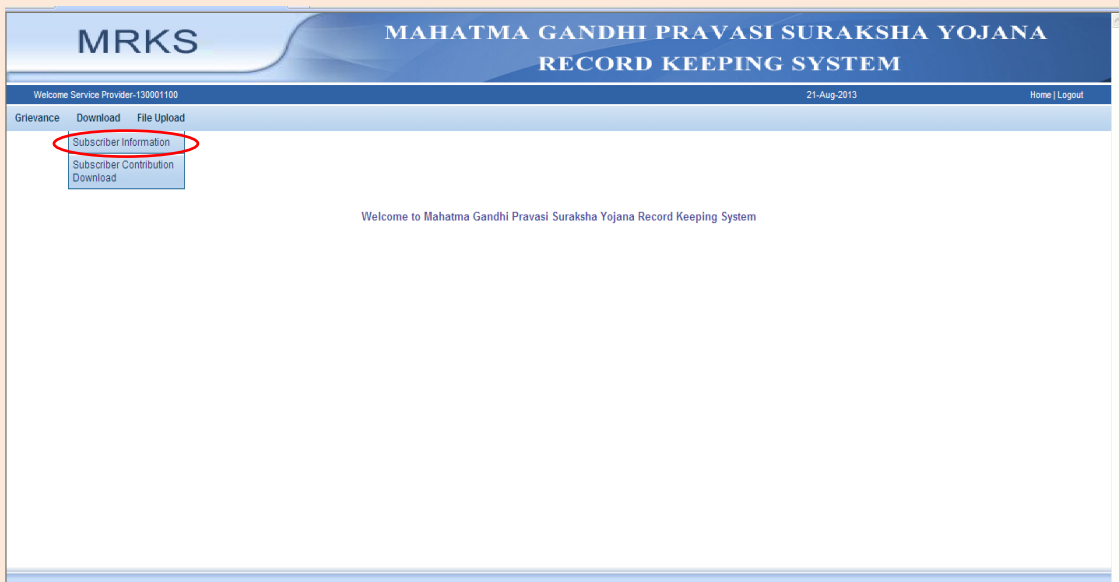 MRKS
MAHATMA GANDHI PRAVASI SURAKSHA YOJANA
RECORD KEEPING SYSTEM
Welcome Service Provider-130001100 21-Aug-2013 Home | Logout
Grievance Download File Upload
Subscriber Information
Subscriber Contribution
Download
Welcome to Mahatma Gandhi Pravasi Suraksha Yojana Record Keeping System